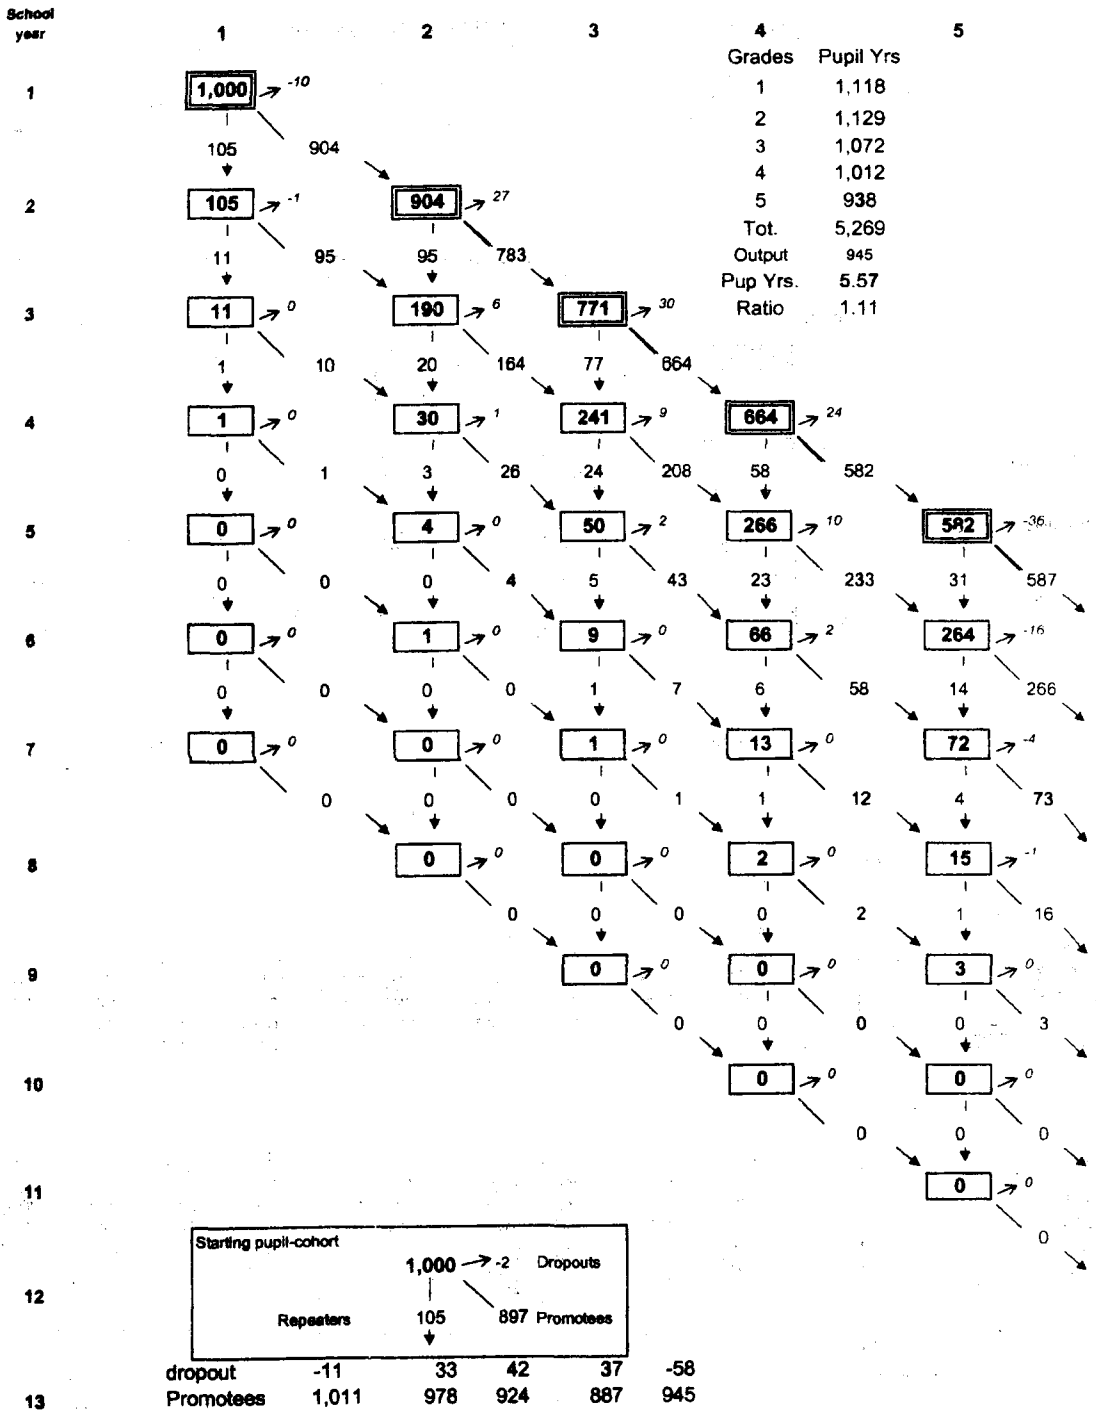 School
year 1 2 3 4 5
Grades Pupil Yrs
1 1,000 -10 1 1,118
2 1,129
105 904 3 1,072
4 1,012
2 105 -1 904 27 5 938
Tot. 5,269
11 95 95 783 Output 945
Pup Yrs. 5.57
3 11 0 190 6 771 30 Ratio 1.11
1 10 20 164 77 664
4 1 0 30 1 241 9 664 24
0 1 3 26 24 208 58 582
5 0 0 4 0 50 2 266 10 582 -36
0 0 0 4 5 43 23 233 31 587
6 0 0 1 0 9 0 66 2 264 -16
0 0 0 0 1 7 6 58 14 266
7 0 0 0 0 1 0 13 0 72 -4
0 0 0 0 1 1 12 4 73
8 0 0 0 0 2 0 15 -1
0 0 0 0 2 1 16
9 0 0 0 0 3 0
0 0 0 0 3
10 0 0 0 0
0 0 0
11 0 0
0
Starting pupil-cohort
1,000 -2 Dropouts
12
Repeaters 105 897 Promotees
dropout -11 33 42 37 -58
13 Promotees 1,011 978 924 887 945